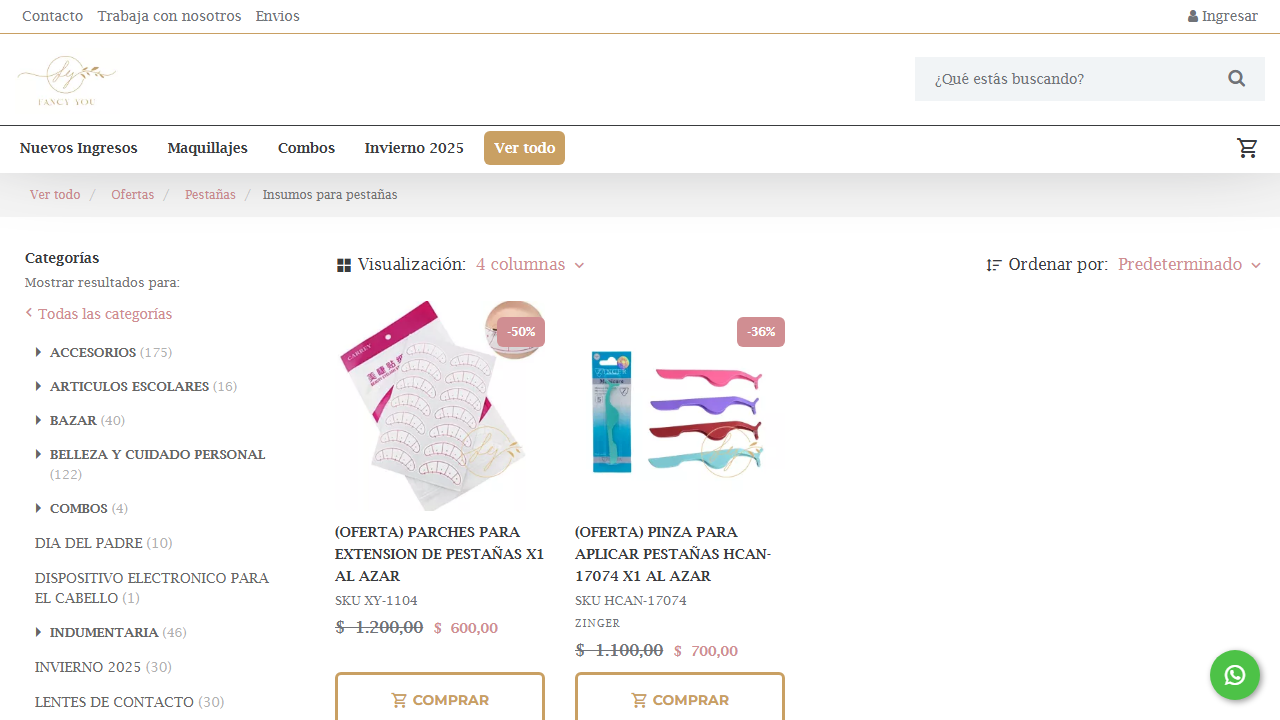 Contacto Trabaja con nosotros Envios Ingresar
FANCY YOU
¿Qué estás buscando?
Nuevos Ingresos Maquillajes Combos Invierno 2025 Ver todo
Ver todo / Ofertas / Pestañas / Insumos para pestañas
Categorías
Mostrar resultados para:
Todas las categorías
ACCESORIOS (175)
ARTICULOS ESCOLARES (16)
BAZAR (40)
BELLEZA Y CUIDADO PERSONAL
(122)
COMBOS (4)
DIA DEL PADRE (10)
DISPOSITIVO ELECTRONICO PARA
EL CABELLO (1)
INDUMENTARIA (46)
INVIERNO 2025 (30)
LENTES DE CONTACTO (30)
Visualización: 4 columnas
Ordenar por: Predeterminado
-50%
(OFERTA) PARCHES PARA
EXTENSION DE PESTAÑAS X1
AL AZAR
SKU XY-1104
$ 1.200,00 $ 600,00
COMPRAR
-36%
(OFERTA) PINZA PARA
APLICAR PESTAÑAS HCAN-
17074 X1 AL AZAR
SKU HCAN-17074
ZINGER
$ 1.100,00 $ 700,00
COMPRAR